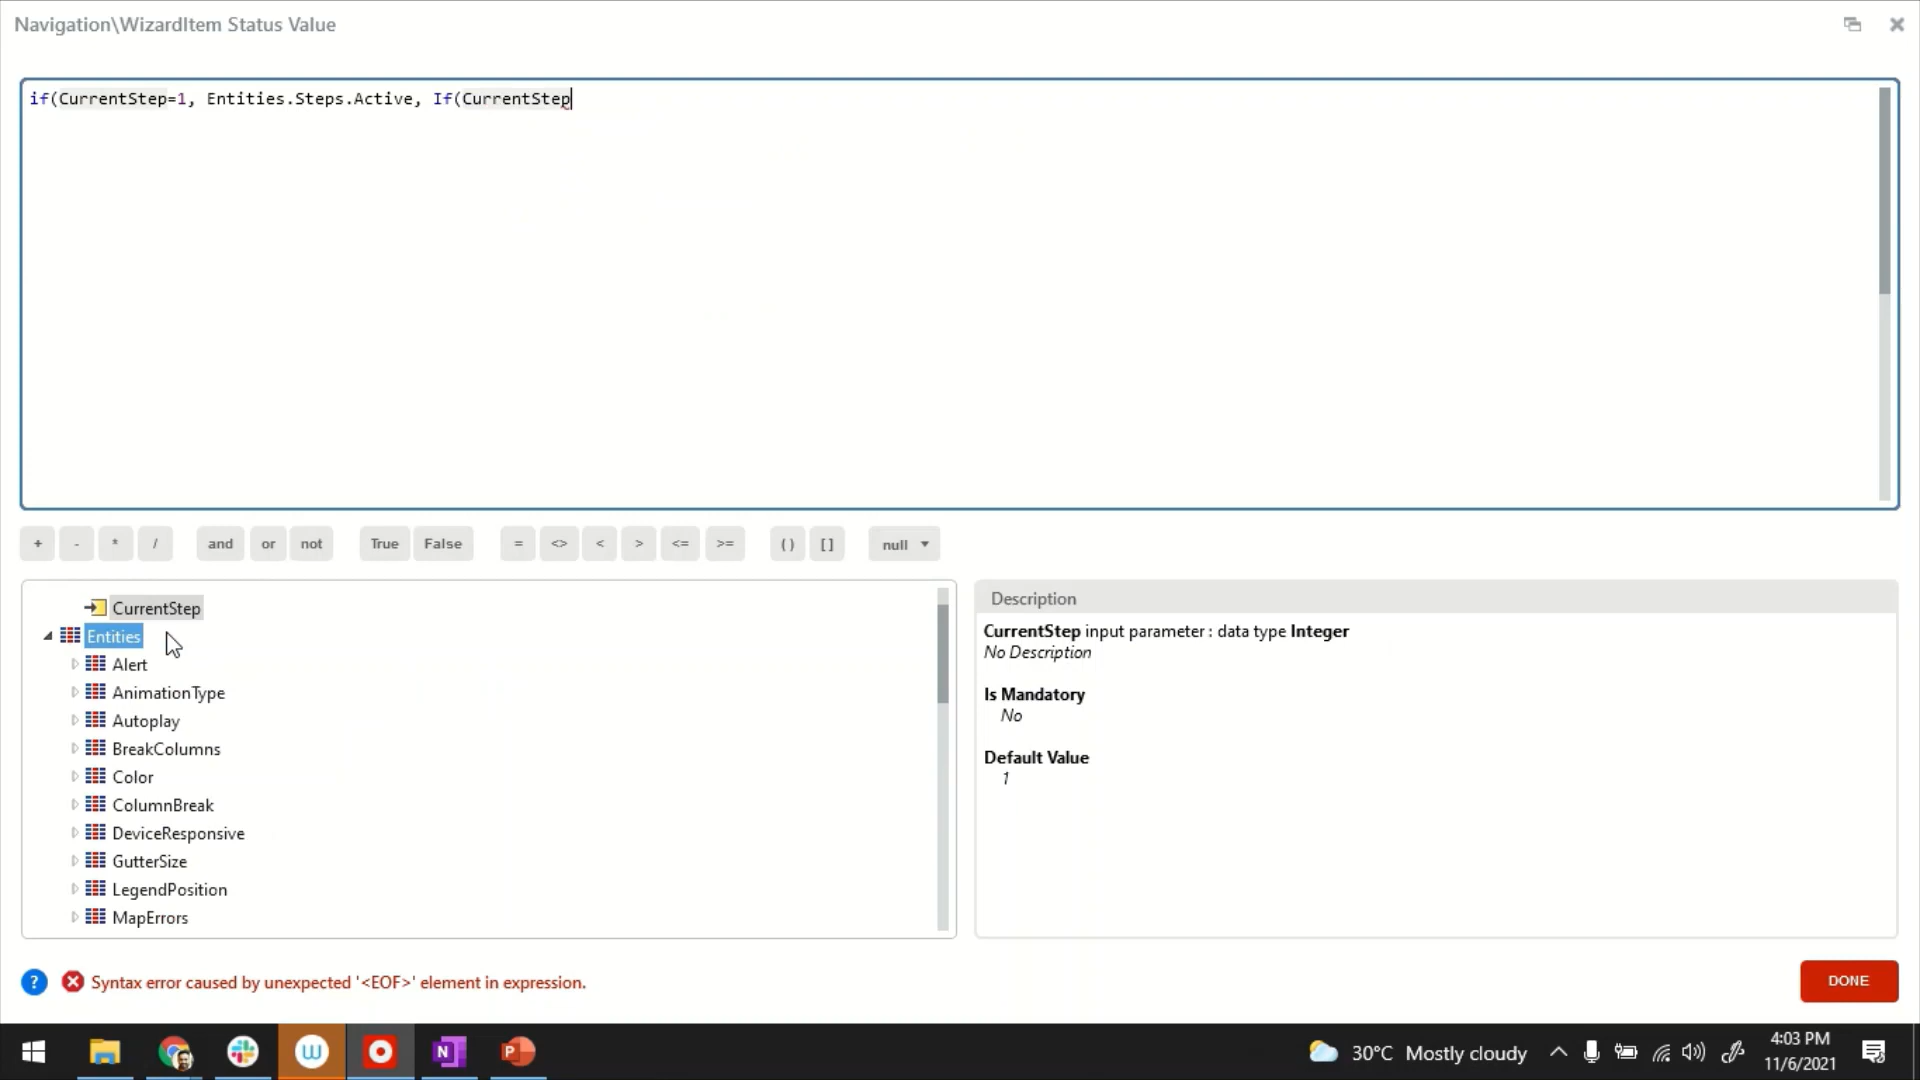 Navigation\WizardItem Status Value
if(CurrentStep=1, Entities.Steps.Active, If(CurrentStep
+ - * / and or not True False = <> < > <= >= () [] null
CurrentStep
Entities
Alert
AnimationType
Autoplay
BreakColumns
Color
ColumnBreak
DeviceResponsive
GutterSize
LegendPosition
MapErrors
Description
CurrentStep input parameter : data type Integer
No Description
Is Mandatory
No
Default Value
1
? Syntax error caused by unexpected '<EOF>' element in expression.
DONE
30°C Mostly cloudy
4:03 PM
11/6/2021